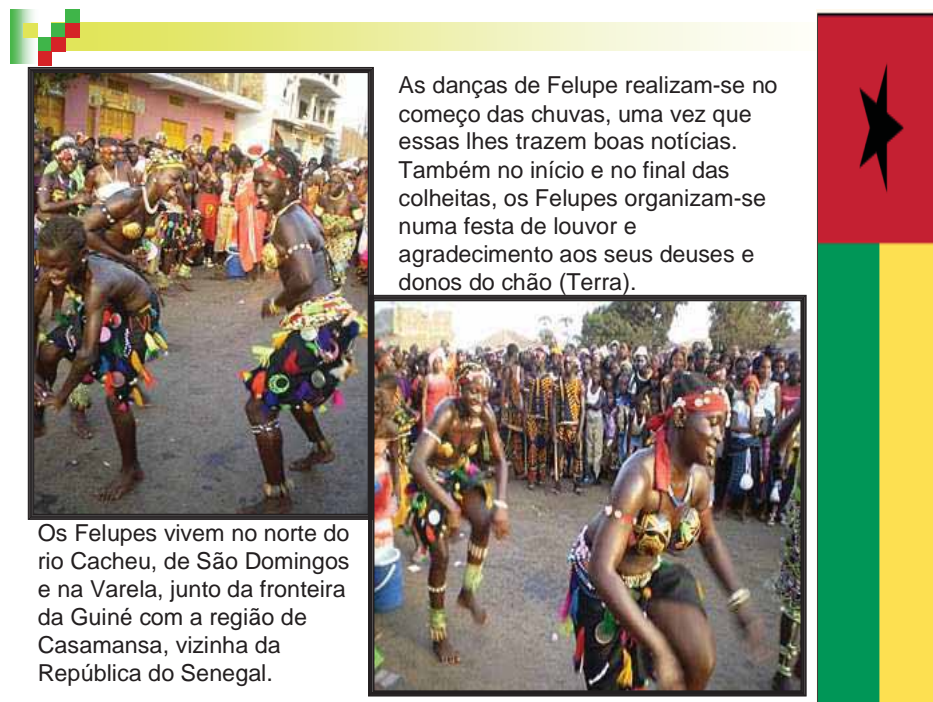 As danças de Felupe realizam-se no
começo das chuvas, uma vez que
essas lhes trazem boas notícias.
Também no início e no final das
colheitas, os Felupes organizam-se
numa festa de louvor e
agradecimento aos seus deuses e
donos do chão (Terra).
Os Felupes vivem no norte do
rio Cacheu, de São Domingos
e na Varela, junto da fronteira
da Guiné com a região de
Casamansa, vizinha da
República do Senegal.